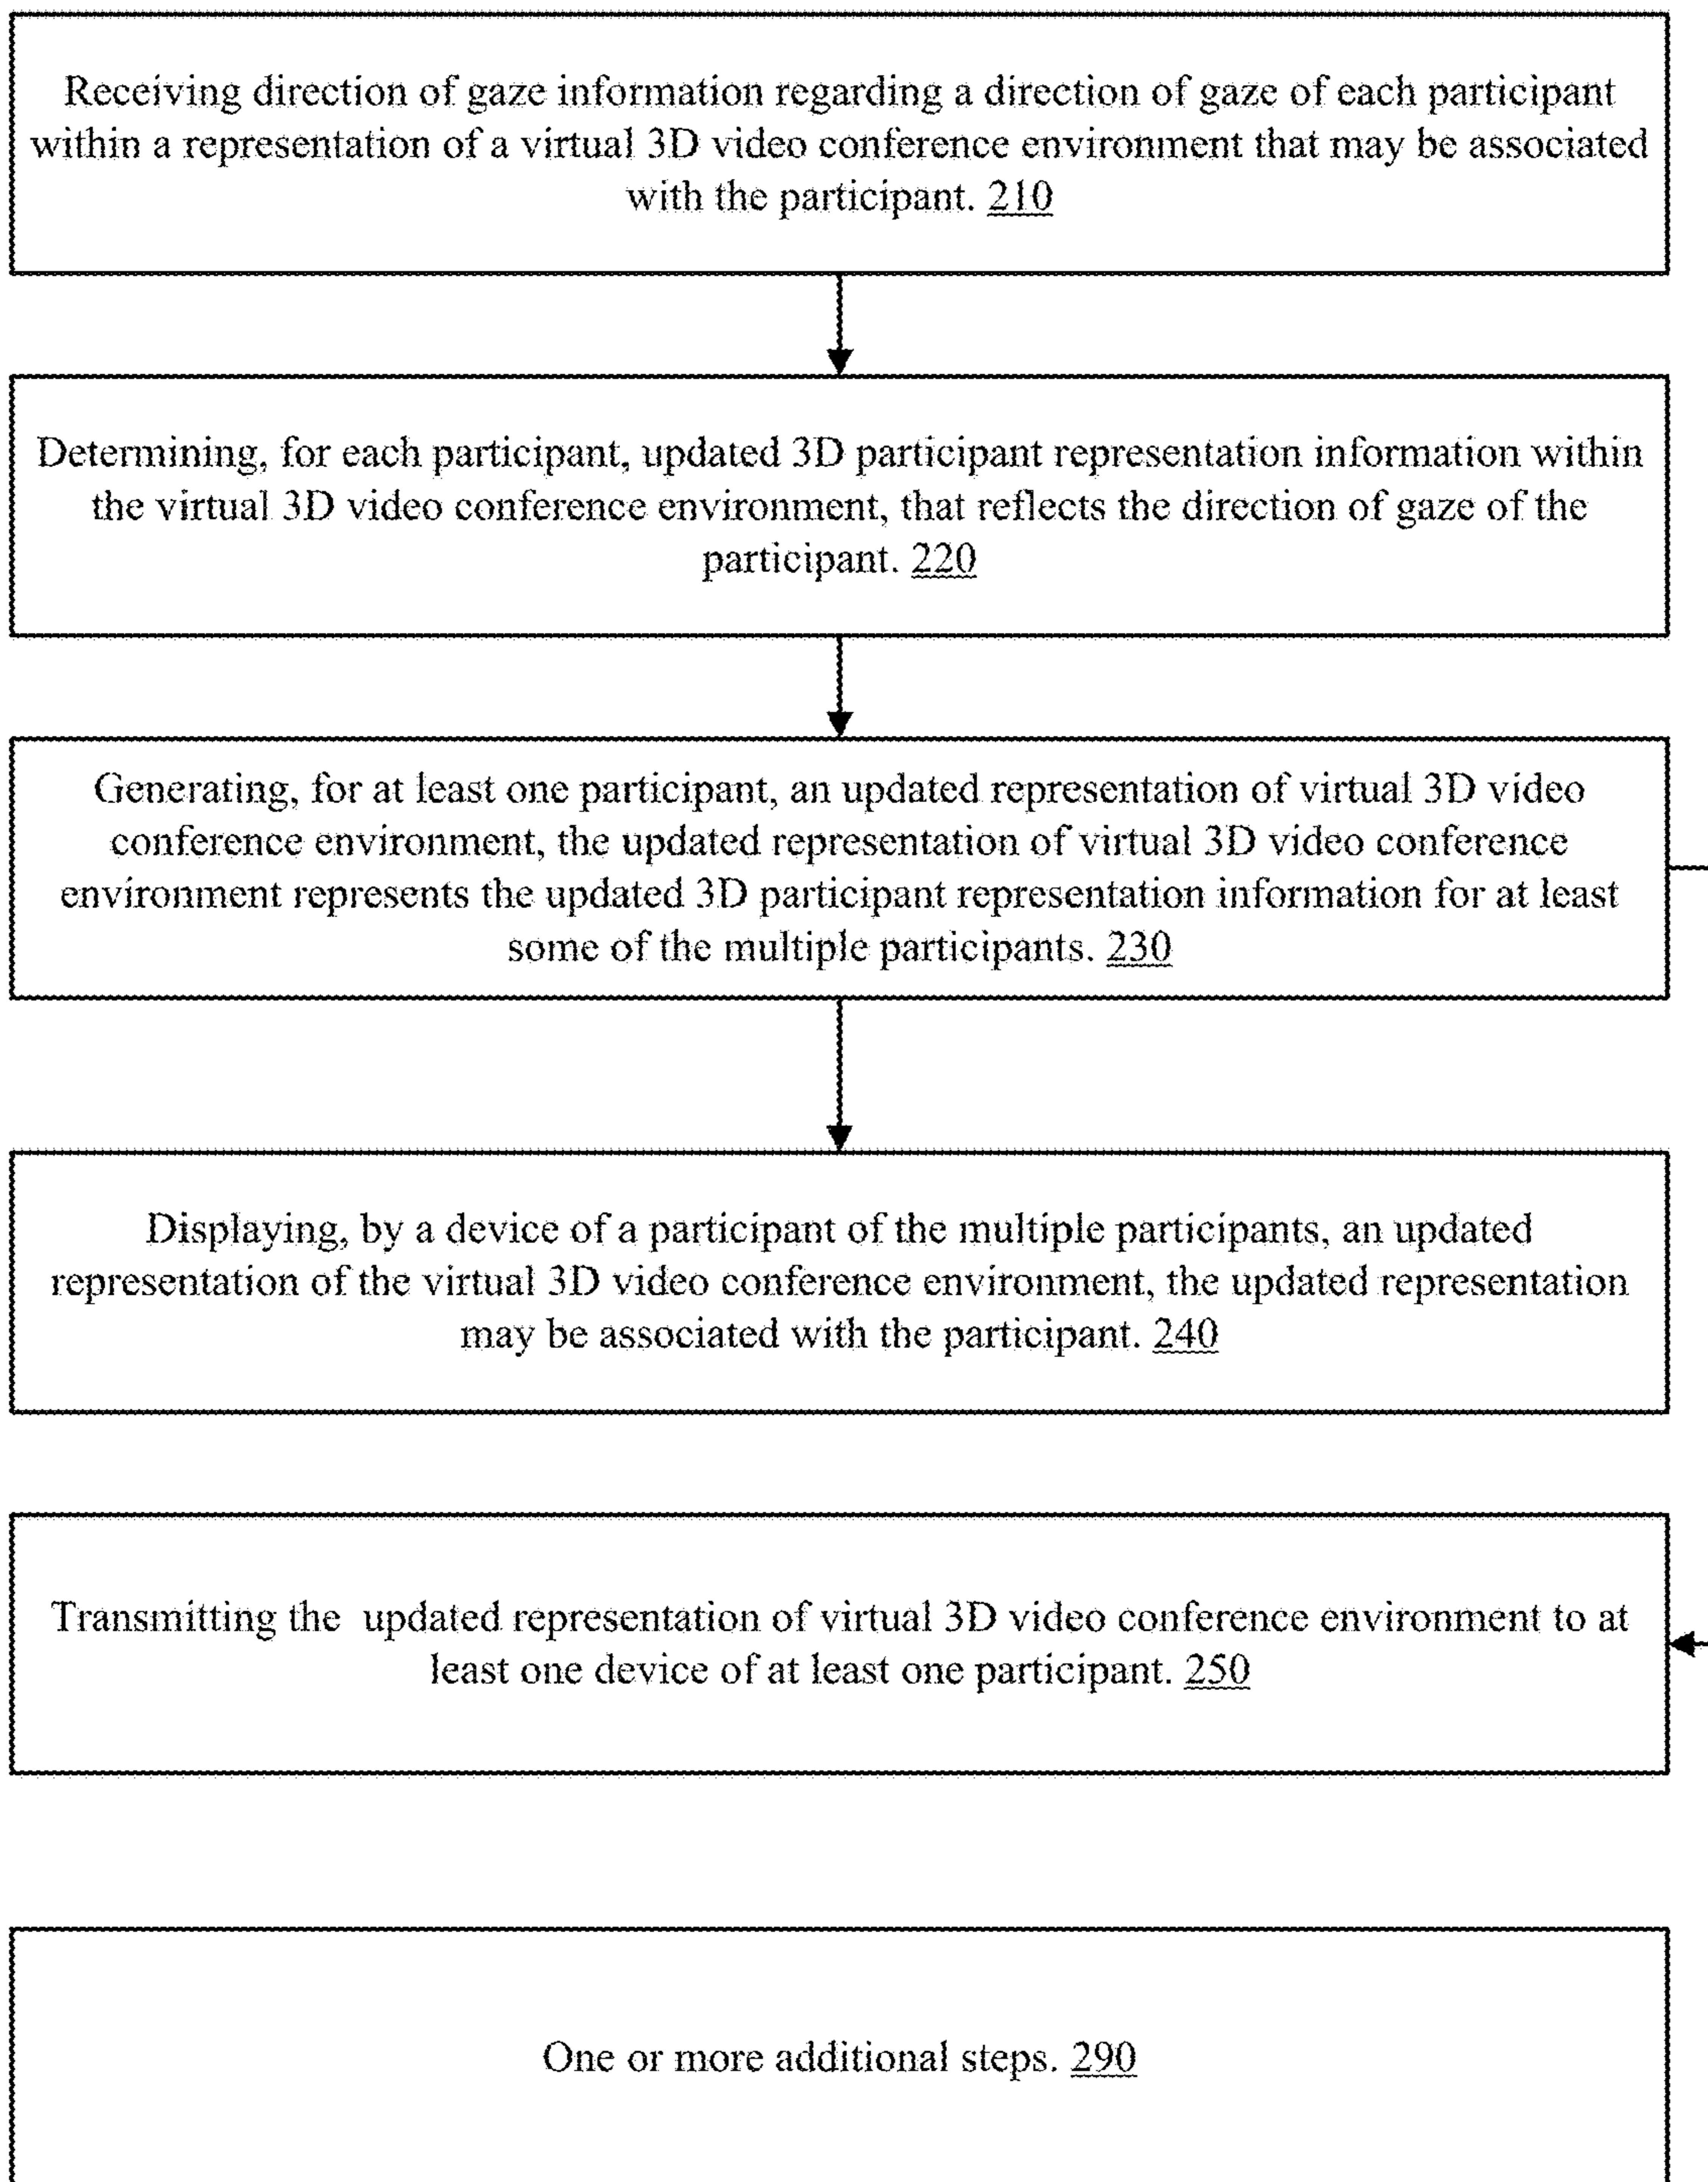 Receiving direction of gaze information regarding a direction of gaze of each participant
within a representation of a virtual 3D video conference environment that may be associated
with the participant. 210
Determining, for each participant, updated 3D participant representation information within
the virtual 3D video conference environment, that reflects the direction of gaze of the
participant. 220
Generating, for at least one participant, an updated representation of virtual 3D video
conference environment, the updated representation of virtual 3D video conference
environment represents the updated 3D participant representation information for at least
some of the multiple participants. 230
Displaying, by a device of a participant of the multiple participants, an updated
representation of the virtual 3D video conference environment, the updated representation
may be associated with the participant. 240
Transmitting the updated representation of virtual 3D video conference environment to at
least one device of at least one participant. 250
One or more additional steps. 290